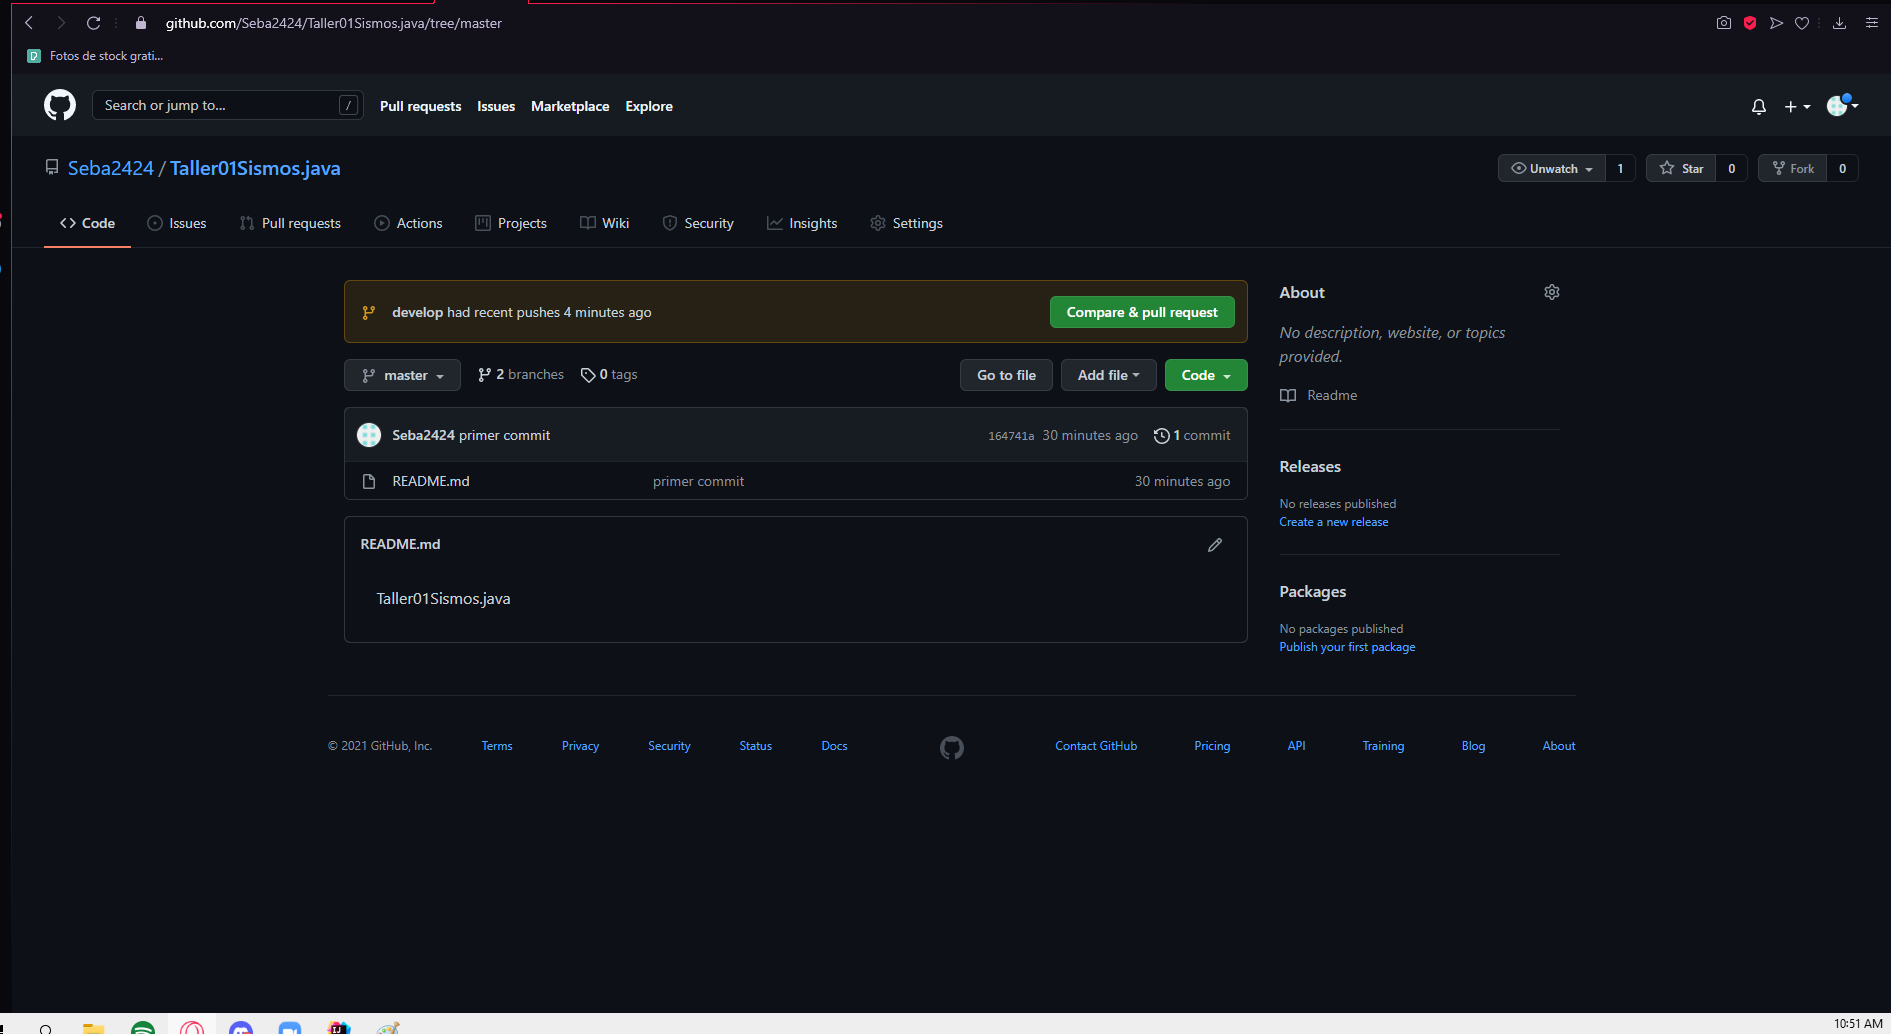 github.com/Seba2424/Taller01Sismos.java/tree/master
Fotos de stock grati...
Search or jump to... /
Pull requests Issues Marketplace Explore
Seba2424 / Taller01Sismos.java
Unwatch 1 Star 0 Fork 0
Code Issues Pull requests Actions Projects Wiki Security Insights Settings
develop had recent pushes 4 minutes ago
Compare & pull request
master 2 branches 0 tags
Go to file Add file Code
Seba2424 primer commit 164741a 30 minutes ago 1 commit
README.md primer commit 30 minutes ago
README.md
Taller01Sismos.java
About
No description, website, or topics
provided.
Readme
Releases
No releases published
Create a new release
Packages
No packages published
Publish your first package
© 2021 GitHub, Inc. Terms Privacy Security Status Docs Contact GitHub Pricing API Training Blog About
10:51 AM